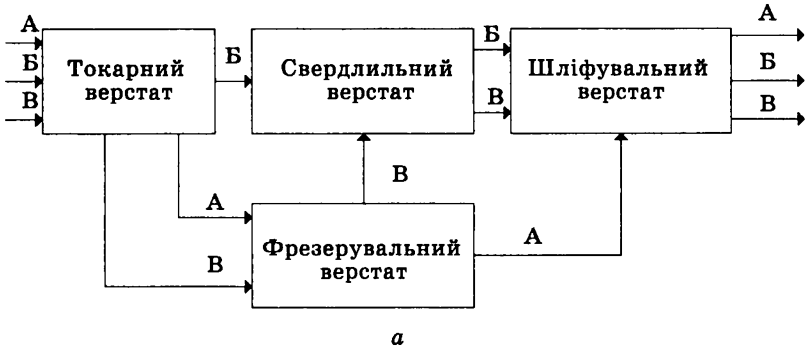 А
Б
В
Токарний
верстат
Б
Свердлильний
верстат
Б
В
Шліфувальний
верстат
А
Б
В
А
В
В
Фрезерувальний
верстат
А
а